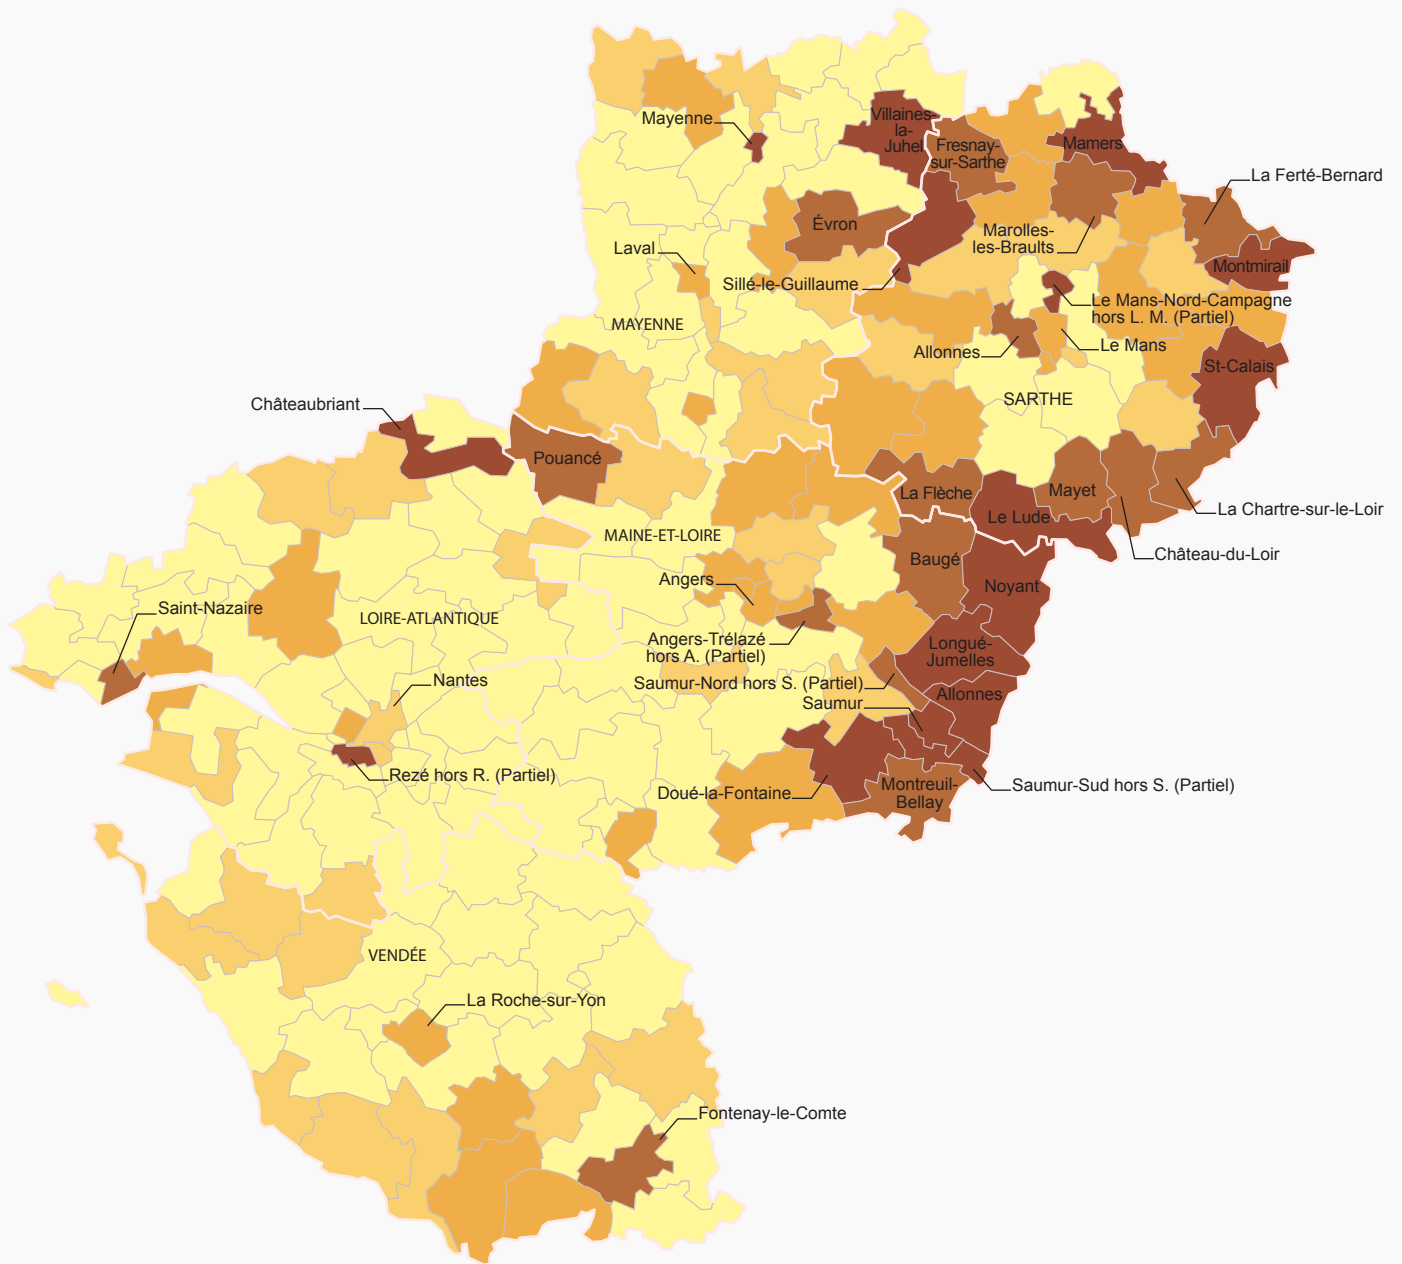 Villaines-
la-
Juhel
Mayenne
Fresnay-
sur-Sarthe
Mamers
La Ferté-Bernard
Évron
Marolles-
les-Braults
Laval
Montmirail
Sillé-le-Guillaume
Le Mans-Nord-Campagne
hors L. M. (Partiel)
MAYENNE
Allonnes
Le Mans
St-Calais
SARTHE
Châteaubriant
Pouancé
La Flèche
Mayet
La Chartre-sur-le-Loir
Le Lude
MAINE-ET-LOIRE
Château-du-Loir
Baugé
Angers
Noyant
Saint-Nazaire
LOIRE-ATLANTIQUE
Angers-Trélazé
hors A. (Partiel)
Longué-
Jumelles
Nantes
Saumur-Nord hors S. (Partiel)
Allonnes
Saumur
Rezé hors R. (Partiel)
Doué-la-Fontaine
Montreuil-
Bellay
Saumur-Sud hors S. (Partiel)
VENDÉE
La Roche-sur-Yon
Fontenay-le-Comte